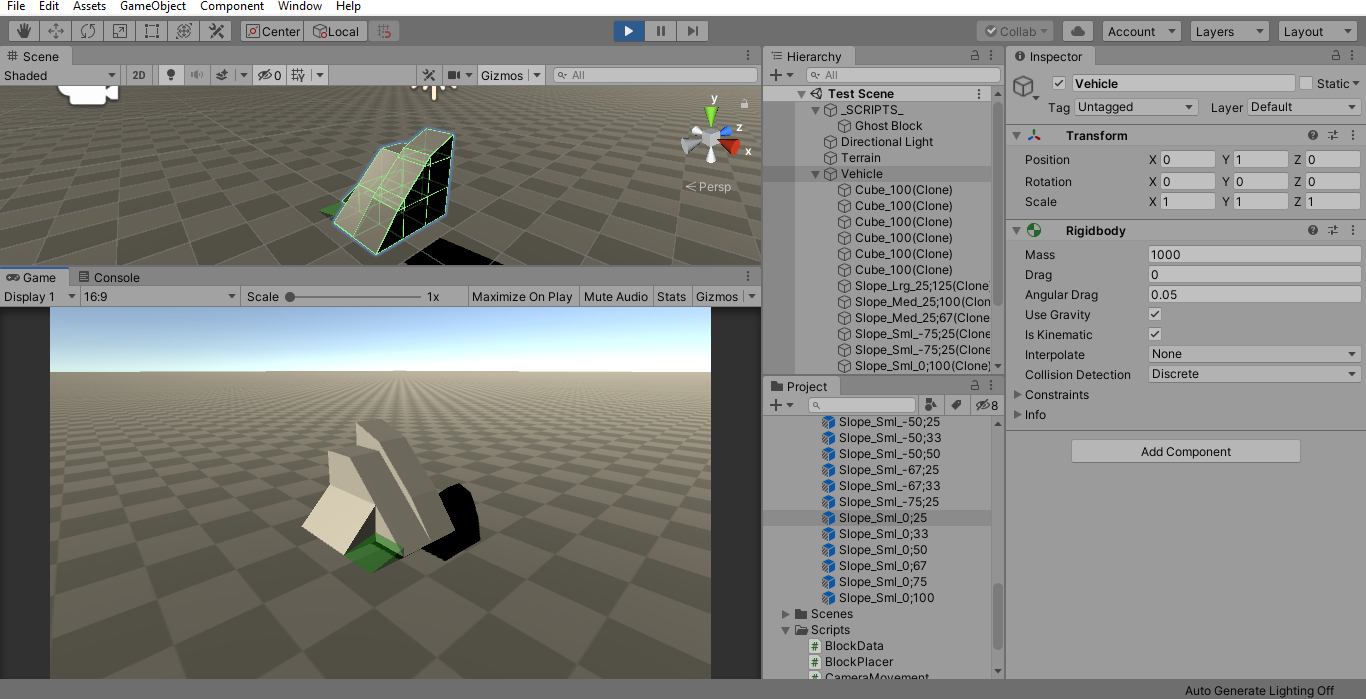 File Edit Assets GameObject Component Window Help
Center Local Collab Account Layers Layout
Scene
Shaded 2D 0 Gizmos All
y
z
x
Persp
Game Console
Display 1 16:9 Scale 1x Maximize On Play Mute Audio Stats Gizmos
Hierarchy
All
Test Scene
_SCRIPTS_
Ghost Block
Directional Light
Terrain
Vehicle
Cube_100(Clone)
Cube_100(Clone)
Cube_100(Clone)
Cube_100(Clone)
Cube_100(Clone)
Cube_100(Clone)
Slope_Lrg_25;125(Clone)
Slope_Med_25;100(Clon
Slope_Med_25;67(Clone
Slope_Sml_-75;25(Clone
Slope_Sml_-75;25(Clone
Slope_Sml_0;100(Clone)
Project
8
Slope_Sml_-50;25
Slope_Sml_-50;33
Slope_Sml_-50;50
Slope_Sml_-67;25
Slope_Sml_-67;33
Slope_Sml_-75;25
Slope_Sml_0;25
Slope_Sml_0;33
Slope_Sml_0;50
Slope_Sml_0;67
Slope_Sml_0;75
Slope_Sml_0;100
Scenes
Scripts
BlockData
BlockPlacer
CameraMovement
Inspector
Vehicle Static
Tag Untagged Layer Default
Transform
Position X 0 Y 1 Z 0
Rotation X 0 Y 0 Z 0
Scale X 1 Y 1 Z 1
Rigidbody
Mass 1000
Drag 0
Angular Drag 0.05
Use Gravity
Is Kinematic
Interpolate None
Collision Detection Discrete
Constraints
Info
Add Component
Auto Generate Lighting Off